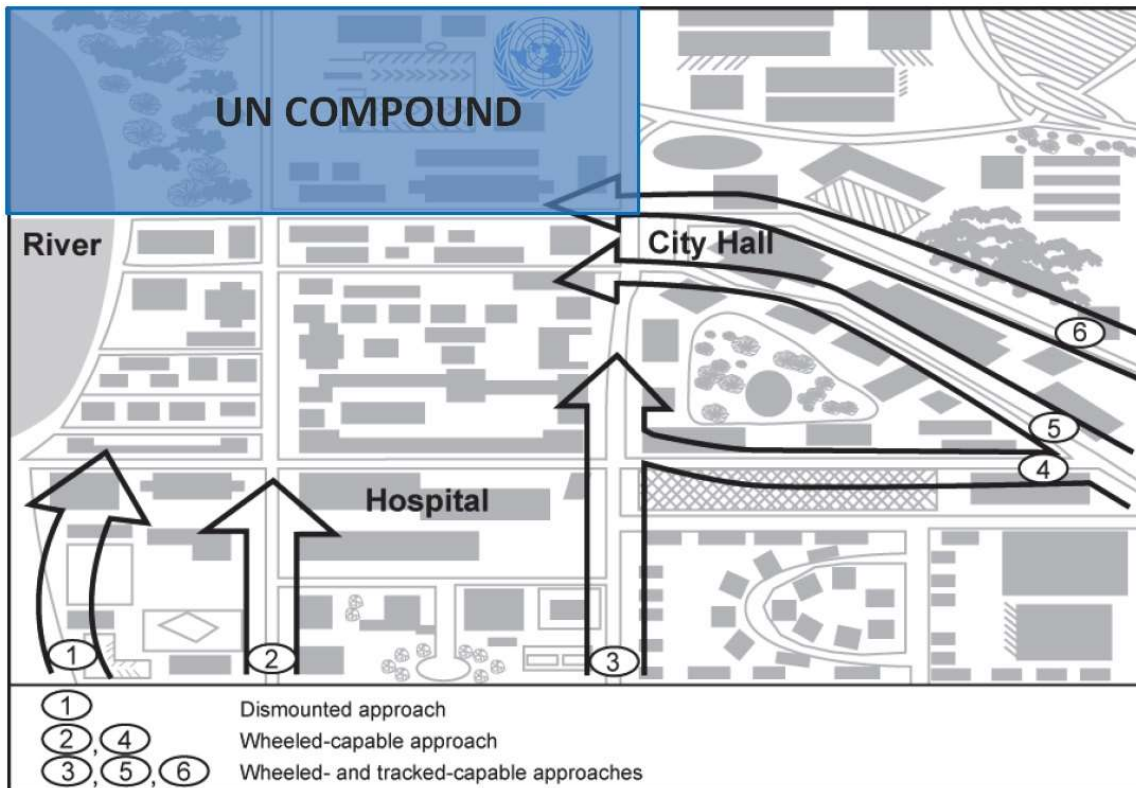 UN COMPOUND
River
City Hall
6
5
4
Hospital
1
2
3
1 Dismounted approach
2, 4 Wheeled-capable approach
3, 5, 6 Wheeled- and tracked-capable approaches